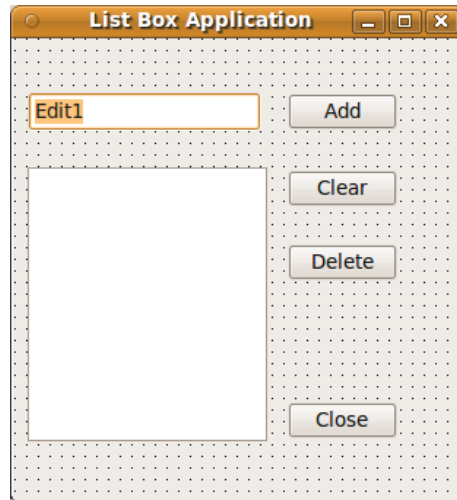 List Box Application
Edit1
Add
Clear
Delete
Close